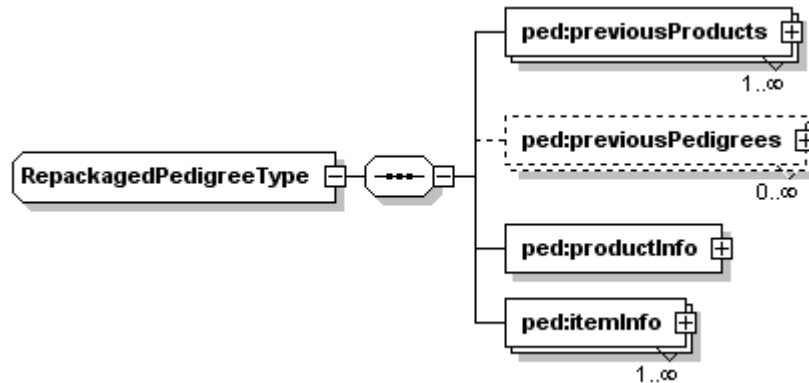 ped:previousProducts
1..∞
ped:previousPedigrees
0..∞
RepackagedPedigreeType
ped:productInfo
ped:itemInfo
1..∞